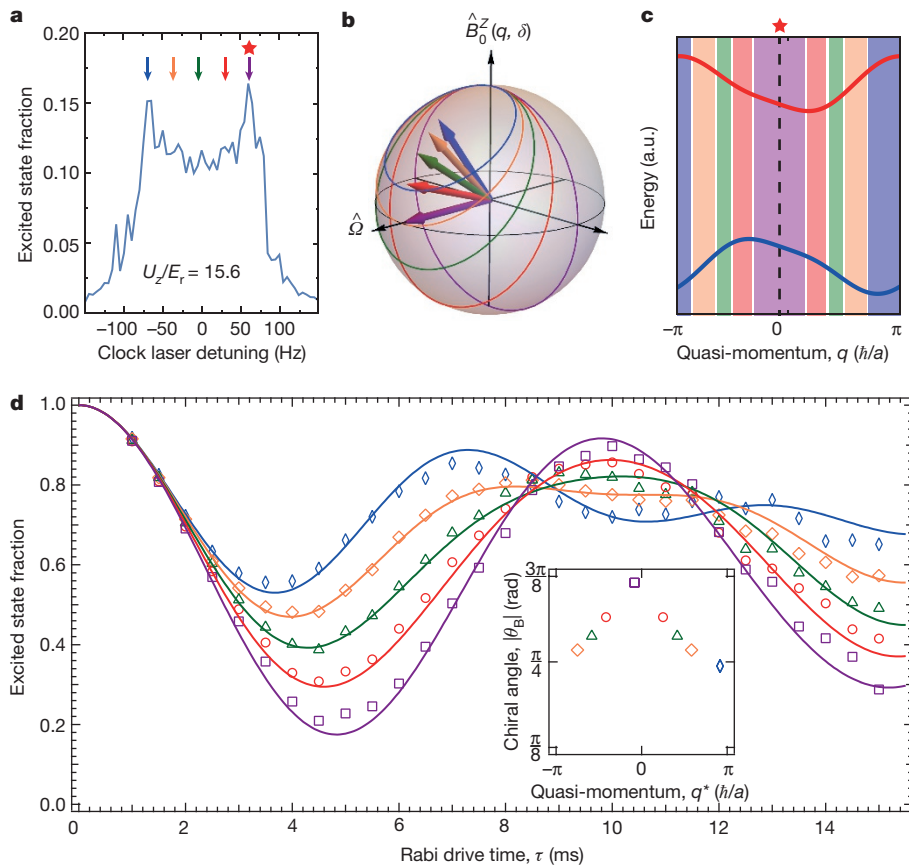 a
0.20
0.15
0.10
0.05
0.00
Excited state fraction
U_z/E_r = 15.6
−100 −50 0 50 100
Clock laser detuning (Hz)
b
B̂₀ᶻ(q, δ)
Ω̂
c
Energy (a.u.)
−π 0 π
Quasi-momentum, q (ħ/a)
d
1.0
0.8
0.6
0.4
0.2
0.0
Excited state fraction
0 2 4 6 8 10 12 14
Rabi drive time, τ (ms)
3π/8
π/4
π/8
Chiral angle, |θ_B| (rad)
−π 0 π
Quasi-momentum, q* (ħ/a)